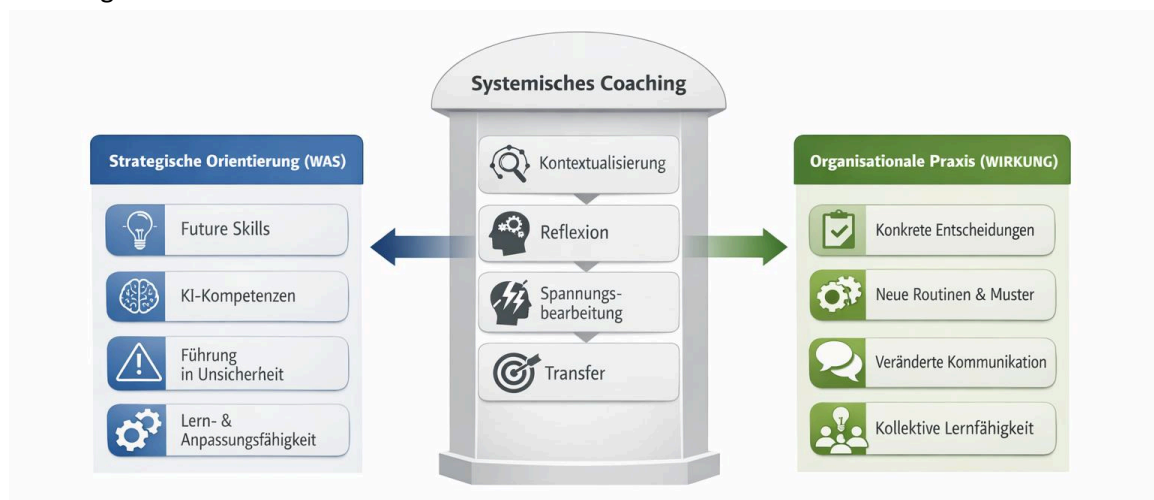 Systemisches Coaching
Strategische Orientierung (WAS)
Future Skills
KI-Kompetenzen
Führung
in Unsicherheit
Lern- &
Anpassungsfähigkeit
Kontextualisierung
Reflexion
Spannungs-
bearbeitung
Transfer
Organisationale Praxis (WIRKUNG)
Konkrete Entscheidungen
Neue Routinen & Muster
Veränderte Kommunikation
Kollektive Lernfähigkeit